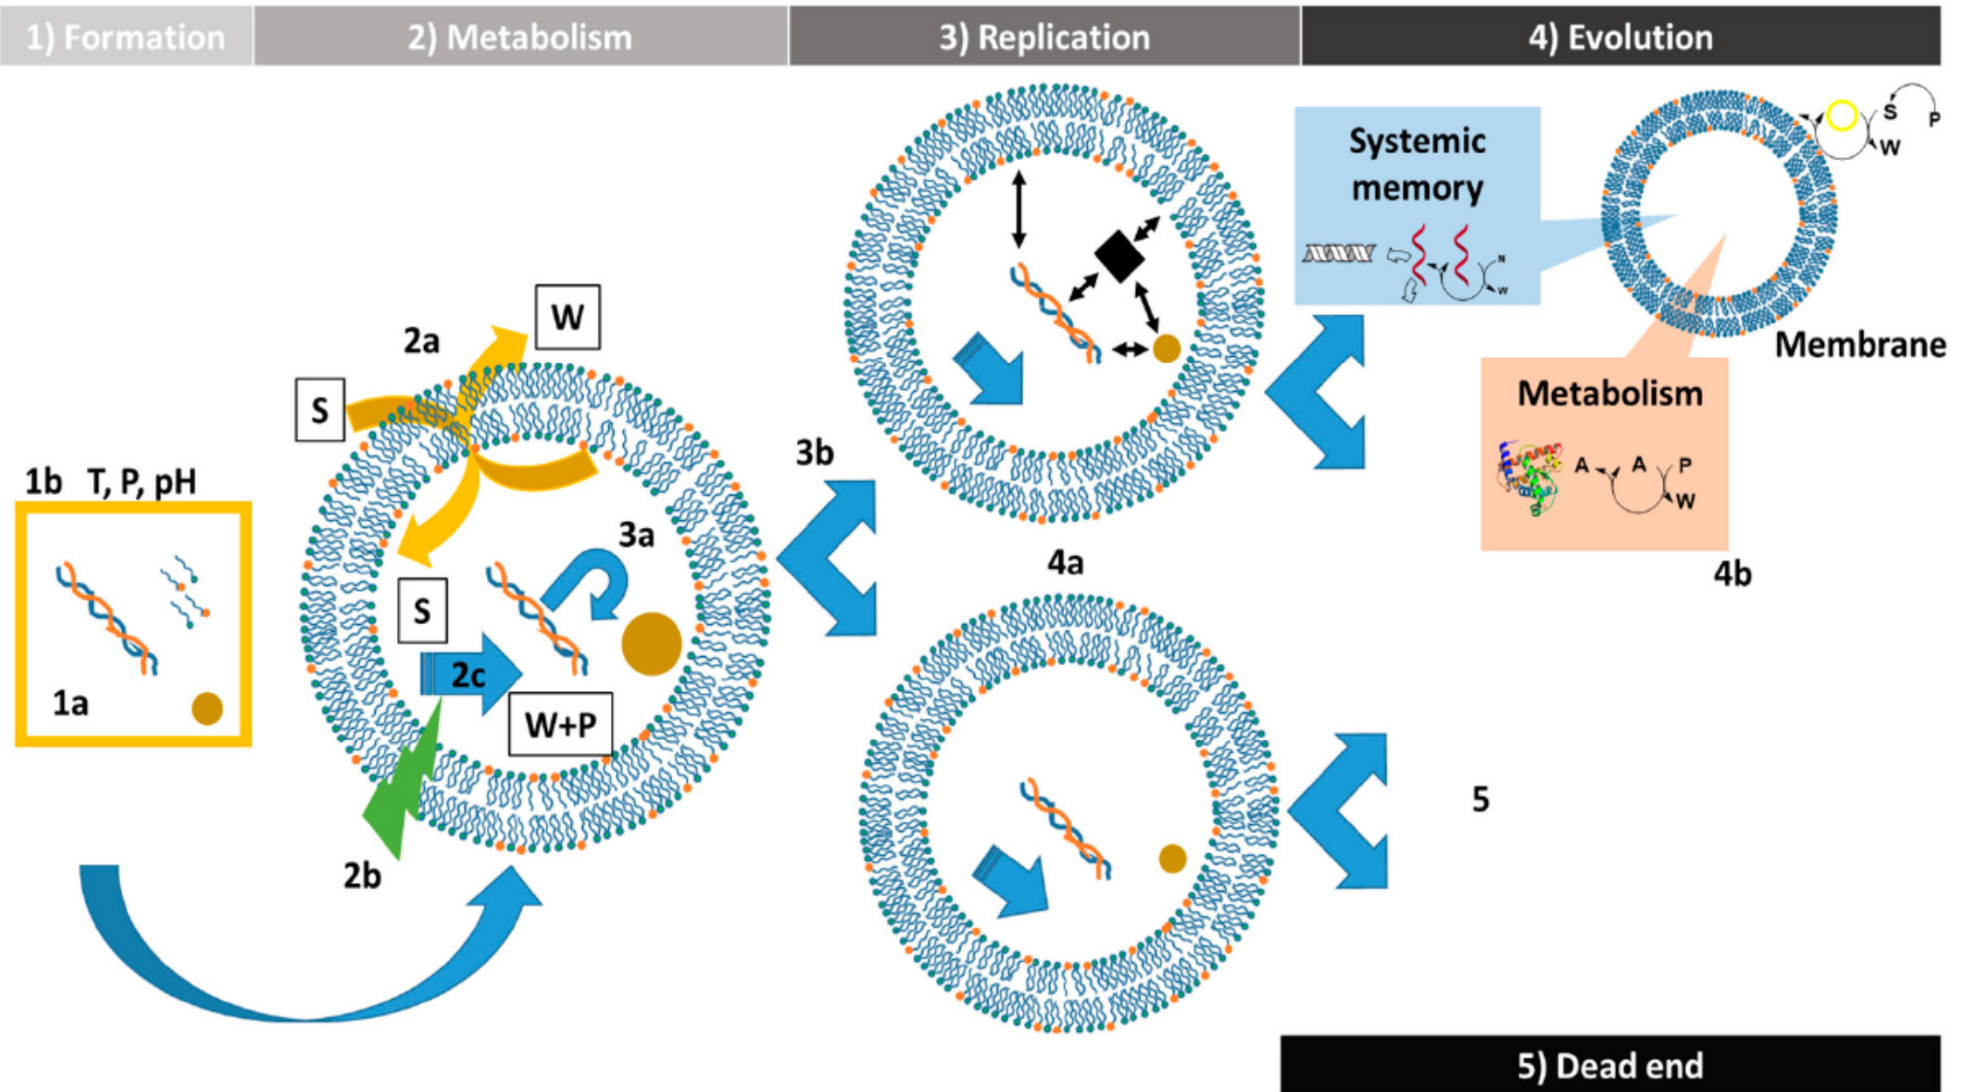 1) Formation
2) Metabolism
3) Replication
4) Evolution
1b T, P, pH
1a
2a
W
S
S
3a
2c
W+P
2b
3b
4a
Systemic
memory
N
W
S
P
W
Membrane
Metabolism
A
A
P
W
4b
5
5) Dead end